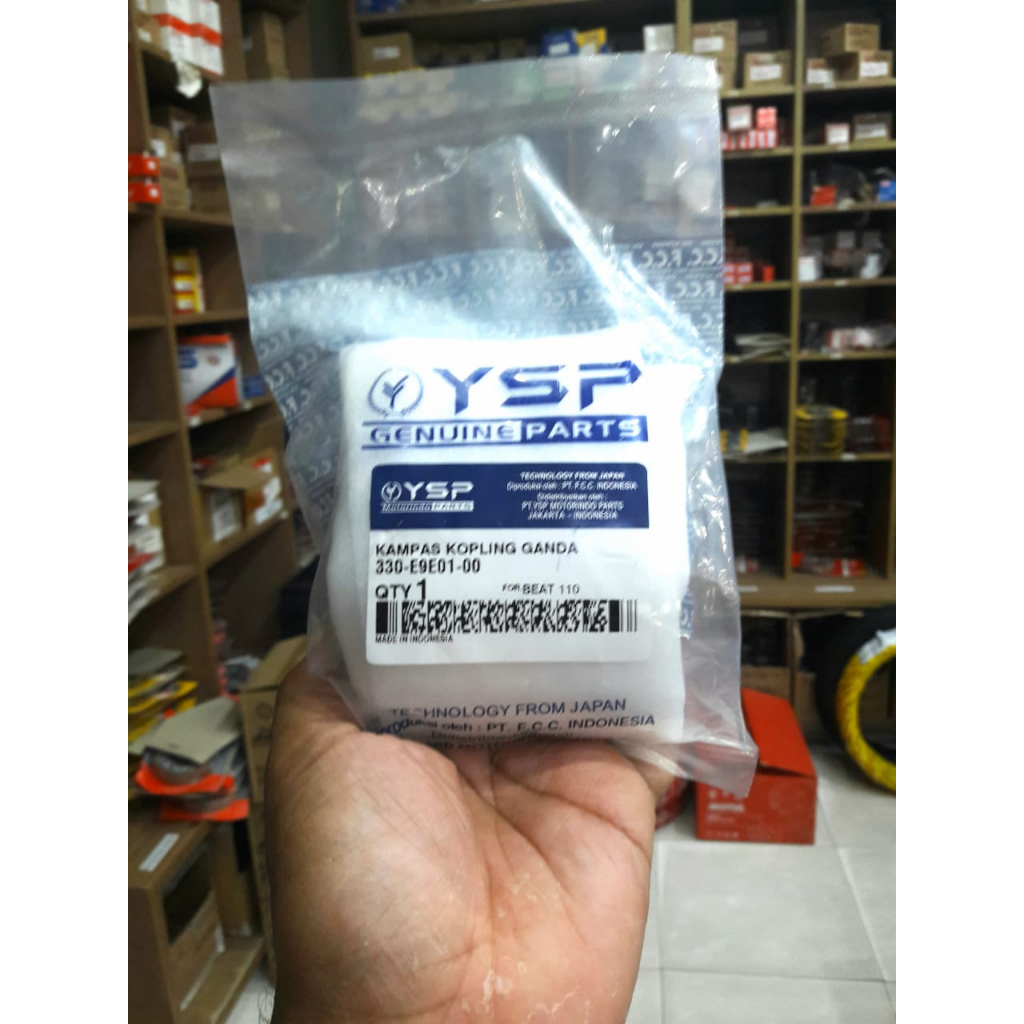 F.C.C. F.C.C.
YSP
GENUINE PARTS
YSP
Motorindo PARTS
TECHNOLOGY FROM JAPAN
Diproduksi oleh : PT. F.C.C. INDONESIA
Didistribusikan oleh :
PT.YSP MOTORINDO PARTS
JAKARTA - INDONESIA
KAMPAS KOPLING GANDA
330-E9E01-00
QTY 1 FOR BEAT 110
MADE IN INDONESIA
TECHNOLOGY FROM JAPAN
oleh : PT. F.C.C. INDONESIA